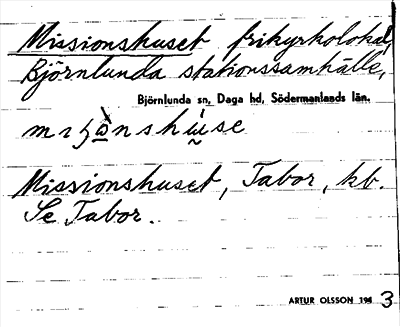 Missionshuset frikyrkolokal,
Björnlunda stationssamhälle,
Björnlunda sn, Daga hd, Södermanlands län.
Missionshuset, Tabor, kb.
Se Tabor.
ARTUR OLSSON 194 3